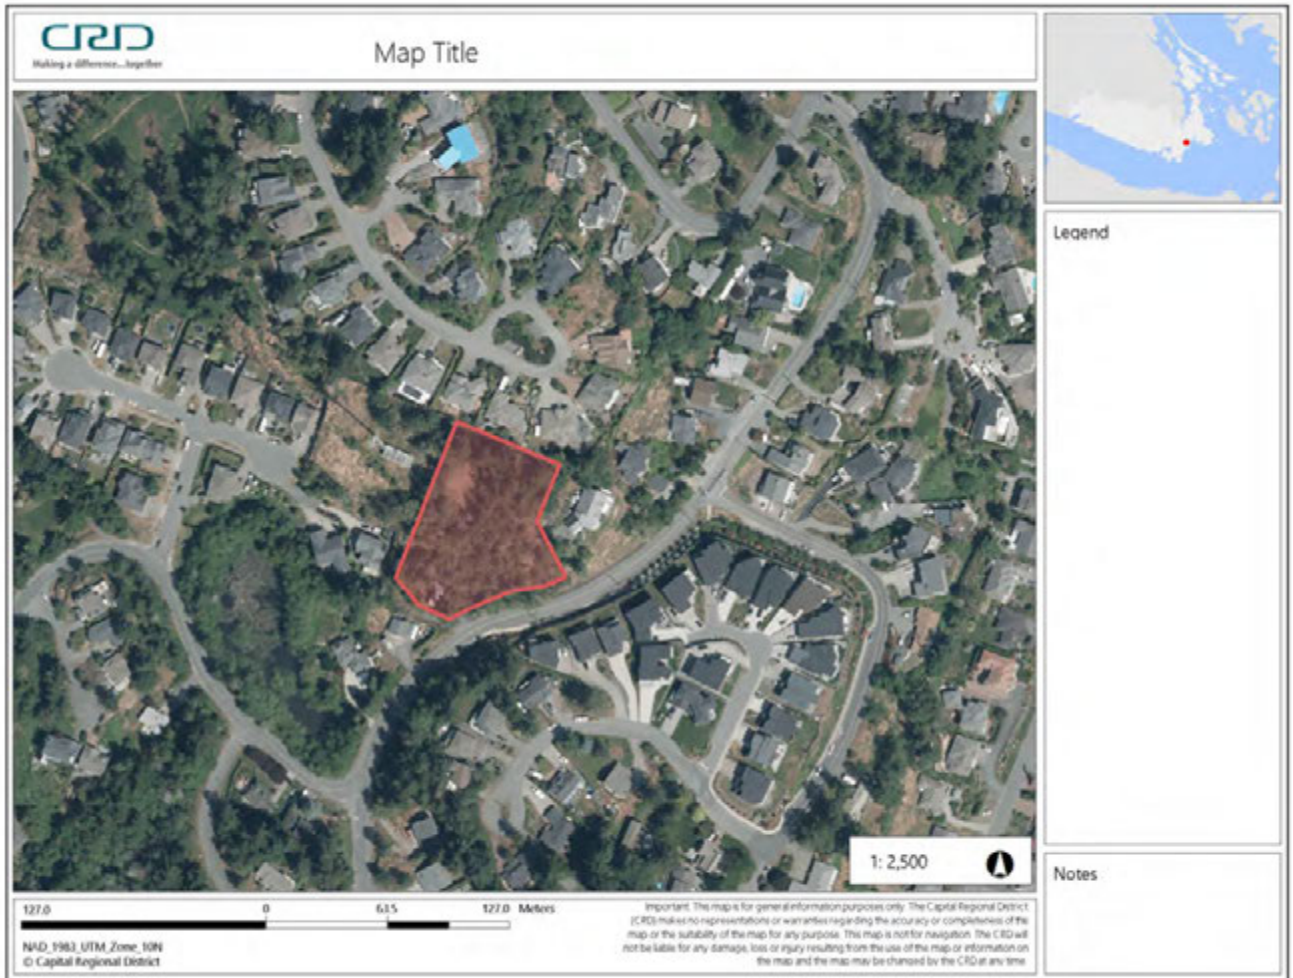 CRD
Making a difference...together
Map Title
Legend
1: 2,500
Notes
127.0 0 63.5 127.0 Meters
NAD_1983_UTM_Zone_10N
© Capital Regional District
Important: This map is for general information purposes only. The Capital Regional District
(CRD) makes no representations or warranties regarding the accuracy or completeness of the
map or the suitability of the map for any purpose. This map is not for navigation. The CRD will
not be liable for any damage, loss or injury resulting from the use of the map or information on
the map and the map may be changed by the CRD at any time.